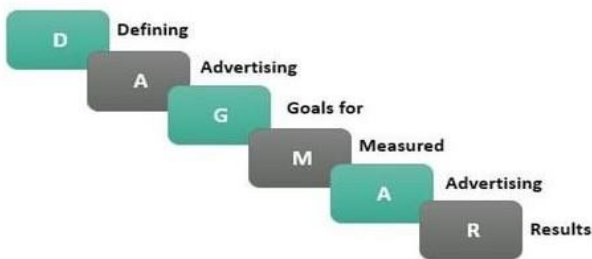 D Defining
A Advertising
G Goals for
M Measured
A Advertising
R Results